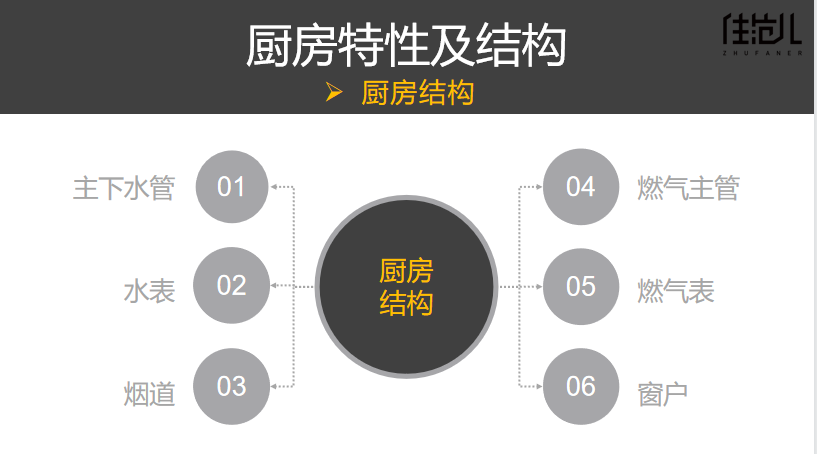 厨房特性及结构
厨房结构
住范儿
ZHUFANER
主下水管
01
水表
02
烟道
03
厨房
结构
04
燃气主管
05
燃气表
06
窗户